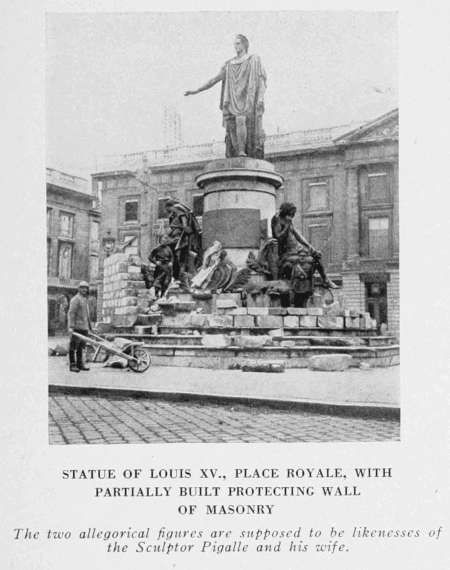 STATUE OF LOUIS XV., PLACE ROYALE, WITH
PARTIALLY BUILT PROTECTING WALL
OF MASONRY
The two allegorical figures are supposed to be likenesses of
the Sculptor Pigalle and his wife.